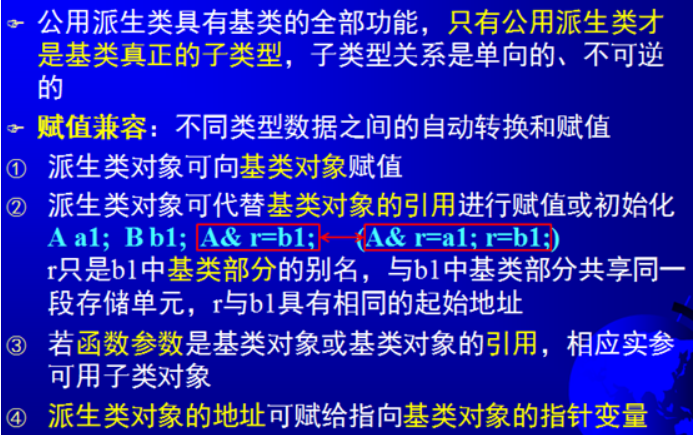 ☞ 公用派生类具有基类的全部功能，只有公用派生类才
是基类真正的子类型，子类型关系是单向的、不可逆
的
☞ 赋值兼容：不同类型数据之间的自动转换和赋值
① 派生类对象可向基类对象赋值
② 派生类对象可代替基类对象的引用进行赋值或初始化
A a1; B b1; A& r=b1; (A& r=a1; r=b1;)
r只是b1中基类部分的别名，与b1中基类部分共享同一
段存储单元，r与b1具有相同的起始地址
③ 若函数参数是基类对象或基类对象的引用，相应实参
可用子类对象
④ 派生类对象的地址可赋给指向基类对象的指针变量